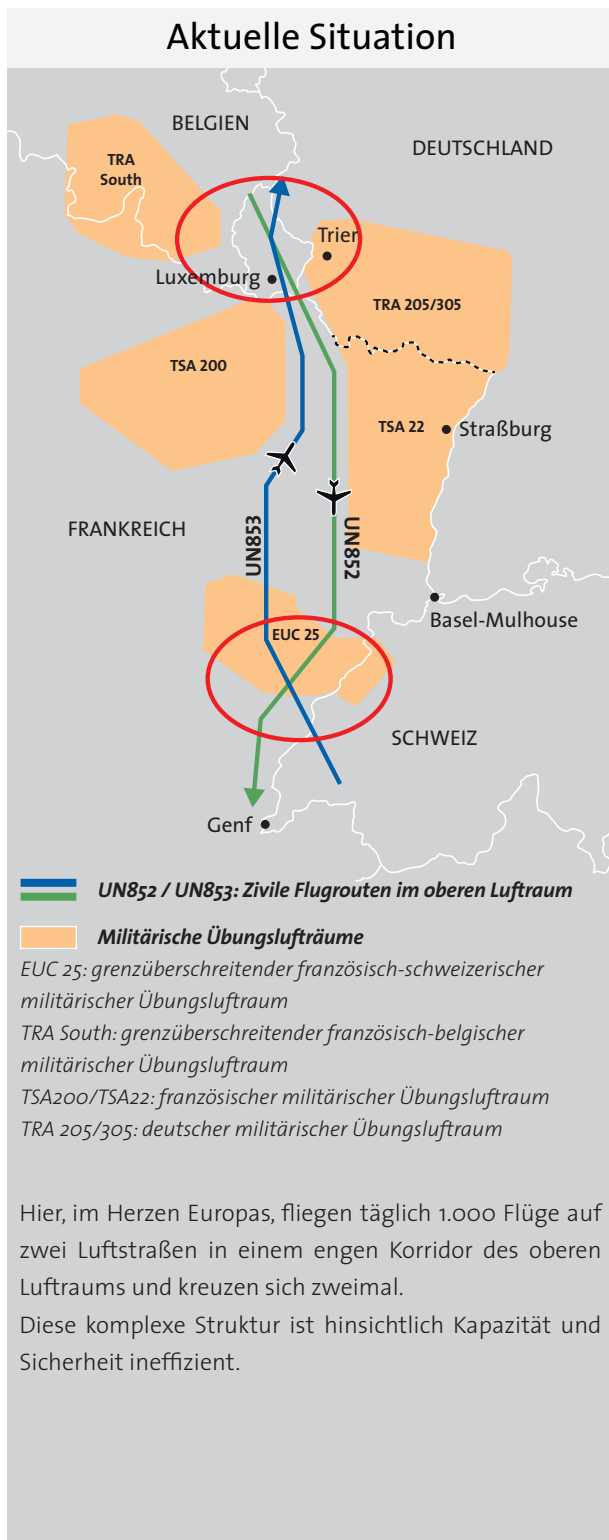 Aktuelle Situation
BELGIEN
DEUTSCHLAND
TRA
South
Trier
Luxemburg
TRA 205/305
TSA 200
TSA 22
Straßburg
FRANKREICH
UN853
UN852
Basel-Mulhouse
EUC 25
SCHWEIZ
Genf
UN852 / UN853: Zivile Flugrouten im oberen Luftraum
Militärische Übungslufträume
EUC 25: grenzüberschreitender französisch-schweizerischer
militärischer Übungsluftraum
TRA South: grenzüberschreitender französisch-belgischer
militärischer Übungsluftraum
TSA200/TSA22: französischer militärischer Übungsluftraum
TRA 205/305: deutscher militärischer Übungsluftraum
Hier, im Herzen Europas, fliegen täglich 1.000 Flüge auf
zwei Luftstraßen in einem engen Korridor des oberen
Luftraums und kreuzen sich zweimal.
Diese komplexe Struktur ist hinsichtlich Kapazität und
Sicherheit ineffizient.